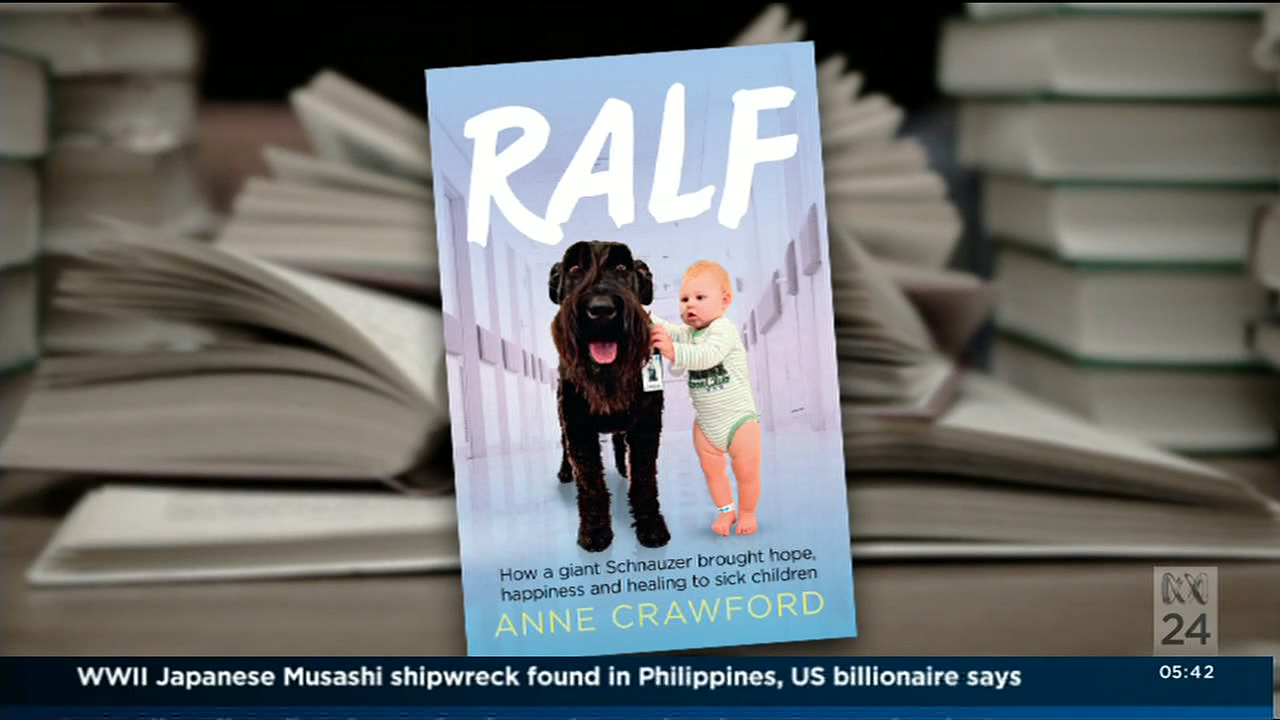 RALF
How a giant Schnauzer brought hope,
happiness and healing to sick children
ANNE CRAWFORD
24
WWII Japanese Musashi shipwreck found in Philippines, US billionaire says
05:42